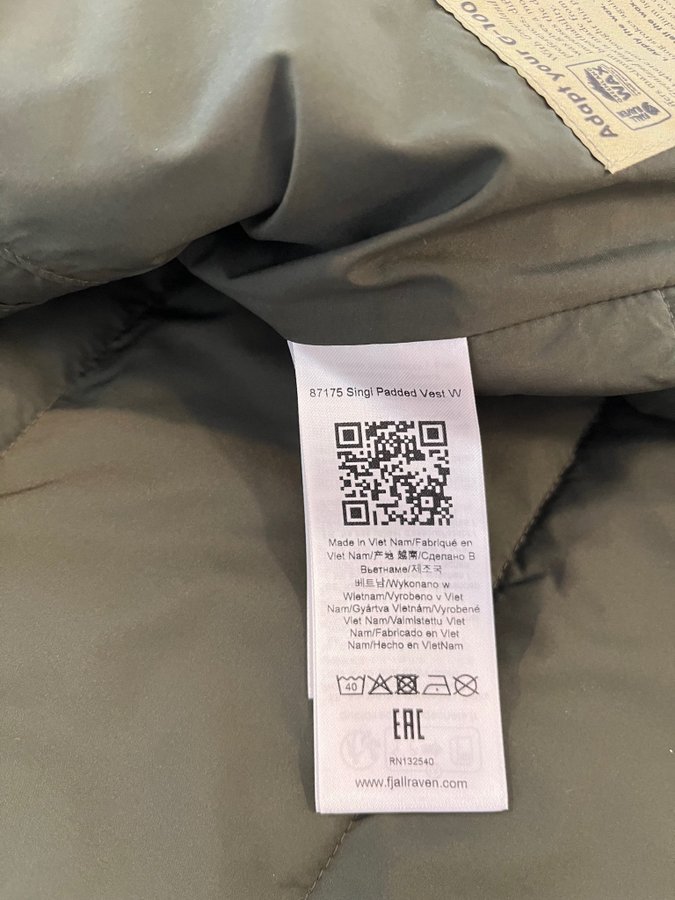 Adapt your G-1000
GREENLAND
WAX
87175 Singi Padded Vest W
Made in Viet Nam/Fabriqué en
Viet Nam/产地 越南/Сделано В
Вьетнаме/제조국
베트남/Wykonano w
Wietnam/Vyrobeno v Viet
Nam/Gyártva Vietnám/Vyrobené
Viet Nam/Valmistettu Viet
Nam/Fabricado en Viet
Nam/Hecho en VietNam
40
EAC
RN132540
www.fjallraven.com